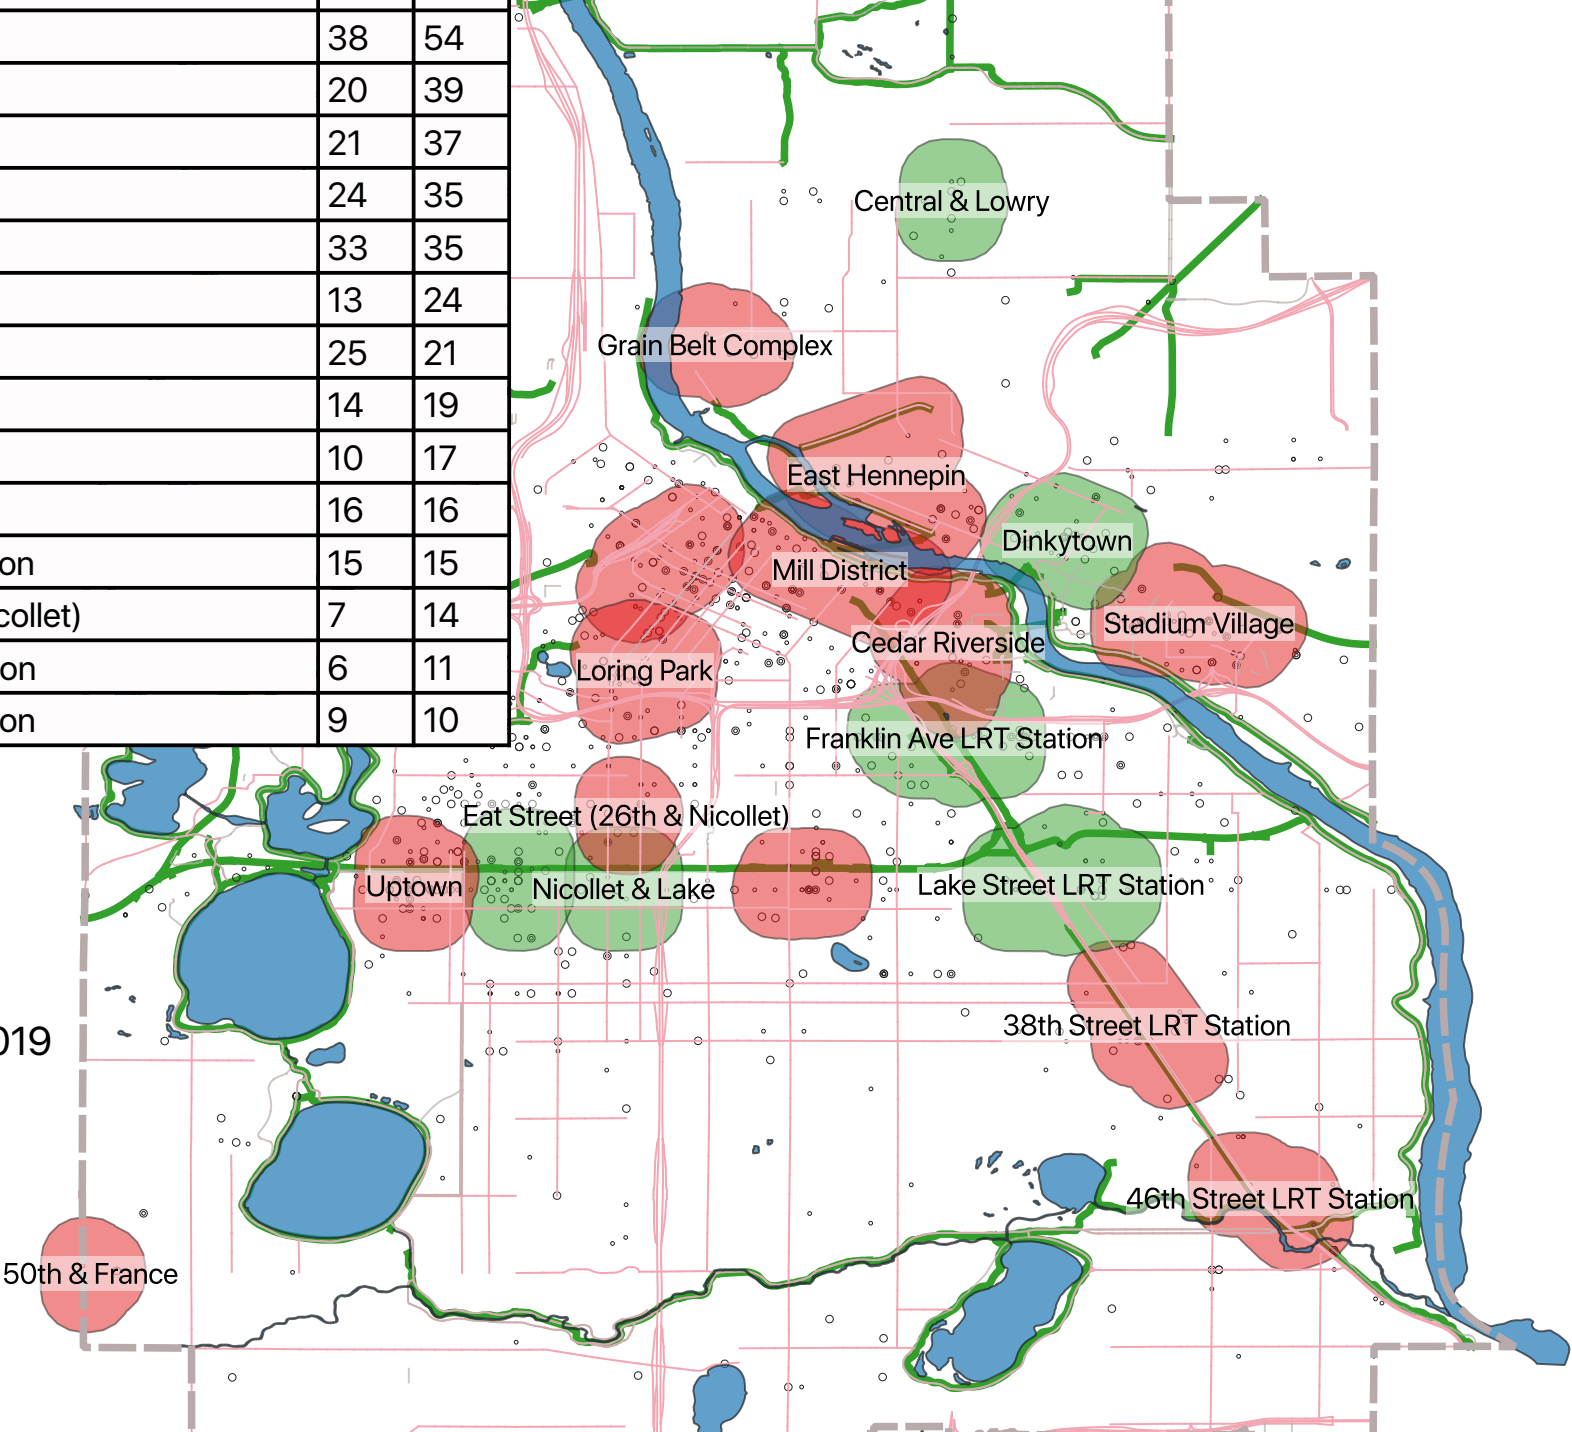 38 54
20 39
21 37
24 35
33 35
13 24
25 21
14 19
10 17
16 16
on 15 15
collet) 7 14
on 6 11
on 9 10
Central & Lowry
Grain Belt Complex
East Hennepin
Dinkytown
Mill District
Stadium Village
Cedar Riverside
Loring Park
Franklin Ave LRT Station
Eat Street (26th & Nicollet)
Uptown
Nicollet & Lake
Lake Street LRT Station
38th Street LRT Station
019
46th Street LRT Station
50th & France